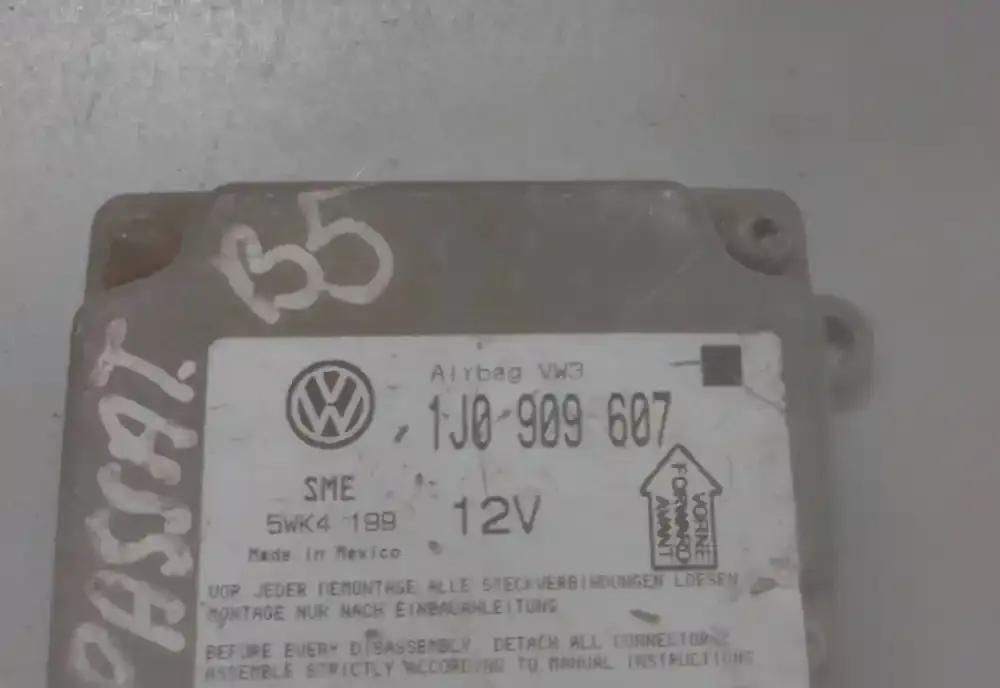 B5
PASSAT.
Airbag VW3
1J0 909 607
SME
5WK4 199
12V
VORNE
FORWARD
AVANT
Made in Mexico
VOR JEDER DEMONTAGE ALLE STECKVERBINDUNGEN LOESEN
MONTAGE NUR NACH EINBAUANLEITUNG
BEFORE EVERY DISASSEMBLY DETACH ALL CONNECTORS
ASSEMBLE STRICTLY ACCORDING TO MANUAL INSTRUCTIONS